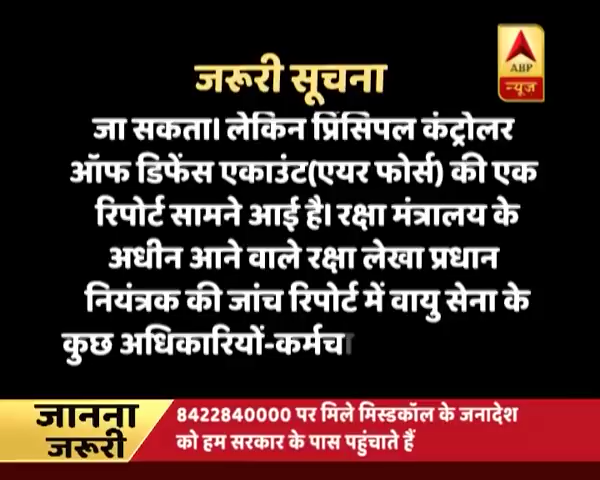 ABP
न्यूज़
जरूरी सूचना
जा सकता। लेकिन प्रिंसिपल कंट्रोलर
ऑफ डिफेंस एकाउंट(एयर फोर्स) की एक
रिपोर्ट सामने आई है। रक्षा मंत्रालय के
अधीन आने वाले रक्षा लेखा प्रधान
नियंत्रक की जांच रिपोर्ट में वायु सेना के
कुछ अधिकारियों-कर्मच
जानना
जरूरी
8422840000 पर मिले मिस्डकॉल के जनादेश
को हम सरकार के पास पहुंचाते हैं